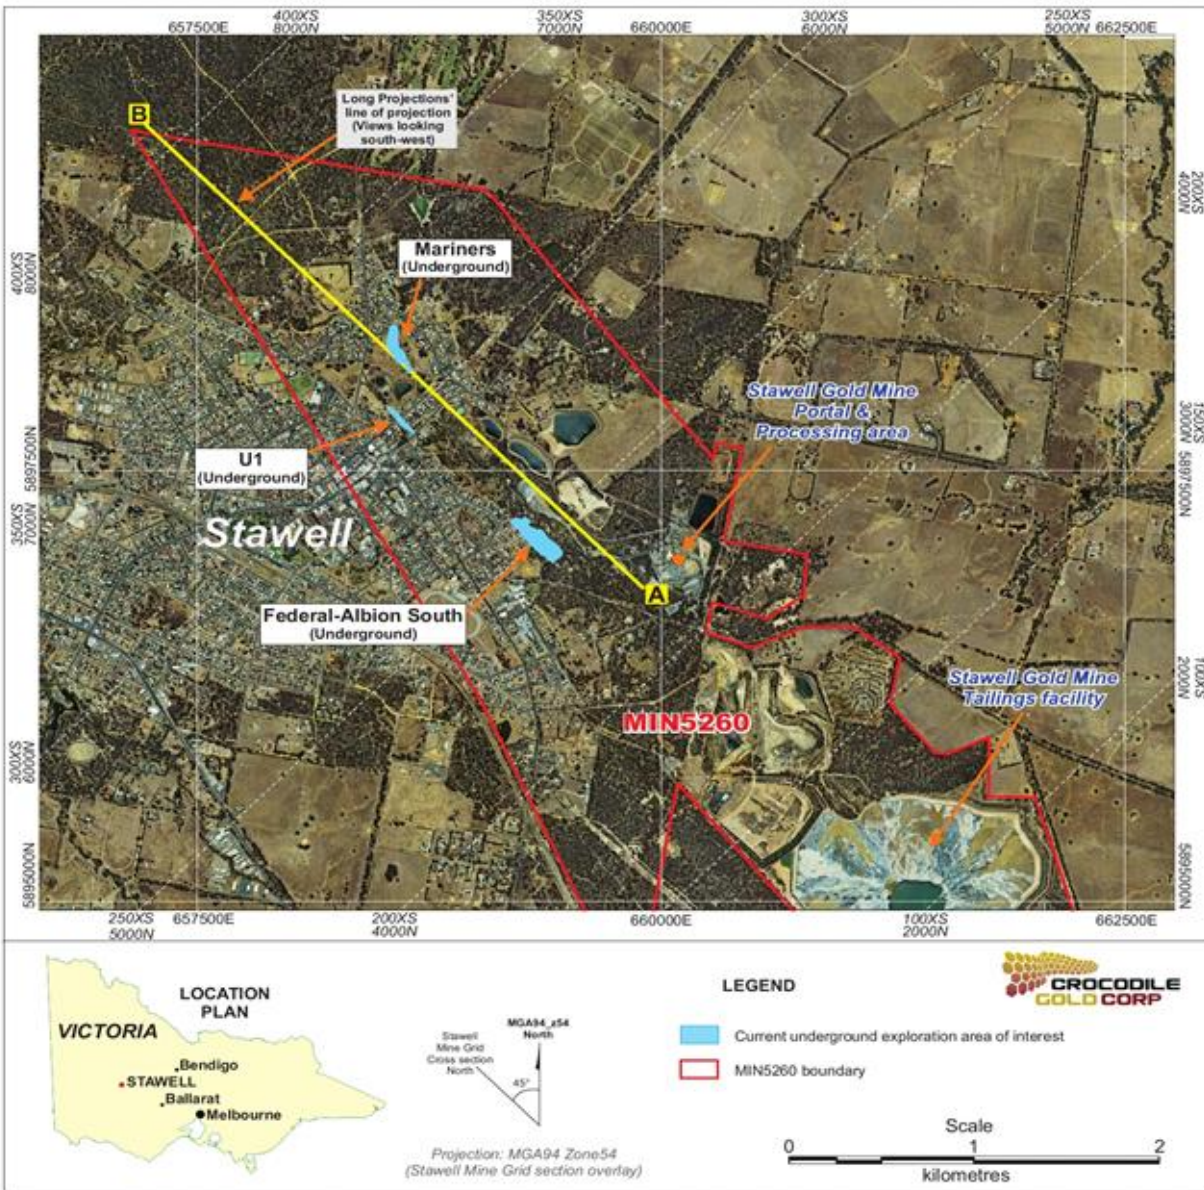 400XS
8000N
657500E
350XS
7000N
660000E
300XS
6000N
250XS
5000N
662500E
B
Long Projections'
line of projection
(Views looking
south-west)
20XS
4000N
Mariners
(Underground)
400XS
8000N
Stawell Gold Mine
Portal &
Processing area
150XS
3000N
5897500N
U1
(Underground)
5897500N
350XS
7000N
Stawell
A
Federal-Albion South
(Underground)
100XS
2000N
Stawell Gold Mine
Tailings facility
MIN5260
300XS
6000N
5895000N
5895000N
250XS
5000N
657500E
200XS
4000N
660000E
100XS
2000N
662500E
LOCATION
PLAN
VICTORIA
Bendigo
STAWELL
Ballarat
Melbourne
MGA94_z54
North
Stawell
Mine Grid
Cross section
North
45°
Projection: MGA94 Zone54
(Stawell Mine Grid section overlay)
LEGEND
CROCODILE
GOLD CORP
Current underground exploration area of interest
MIN5260 boundary
Scale
0 1 2
kilometres